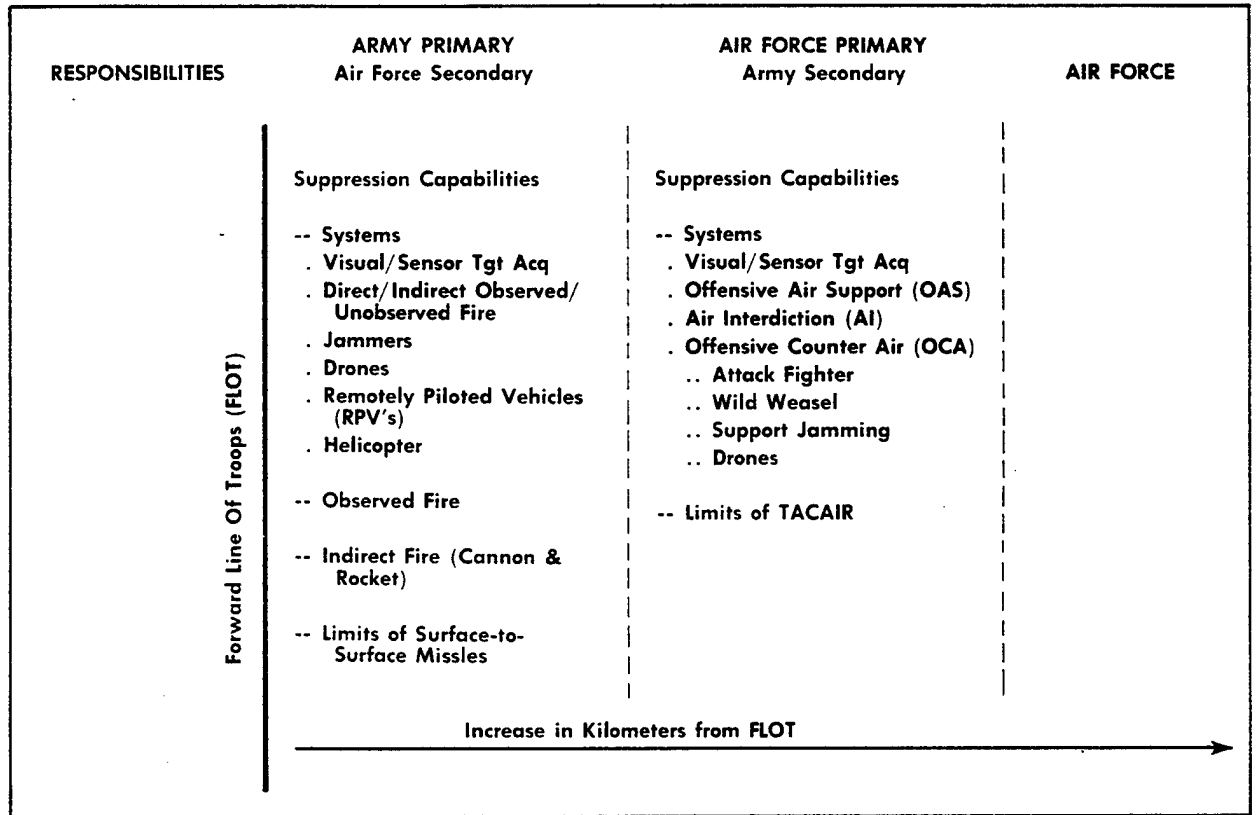 RESPONSIBILITIES
ARMY PRIMARY
Air Force Secondary
AIR FORCE PRIMARY
Army Secondary
AIR FORCE
Forward Line Of Troops (FLOT)
Suppression Capabilities
-- Systems
. Visual/Sensor Tgt Acq
. Direct/Indirect Observed/
Unobserved Fire
. Jammers
. Drones
. Remotely Piloted Vehicles
(RPV's)
. Helicopter
-- Observed Fire
-- Indirect Fire (Cannon &
Rocket)
-- Limits of Surface-to-
Surface Missles
Suppression Capabilities
-- Systems
. Visual/Sensor Tgt Acq
. Offensive Air Support (OAS)
. Air Interdiction (AI)
. Offensive Counter Air (OCA)
.. Attack Fighter
.. Wild Weasel
.. Support Jamming
.. Drones
-- Limits of TACAIR
Increase in Kilometers from FLOT